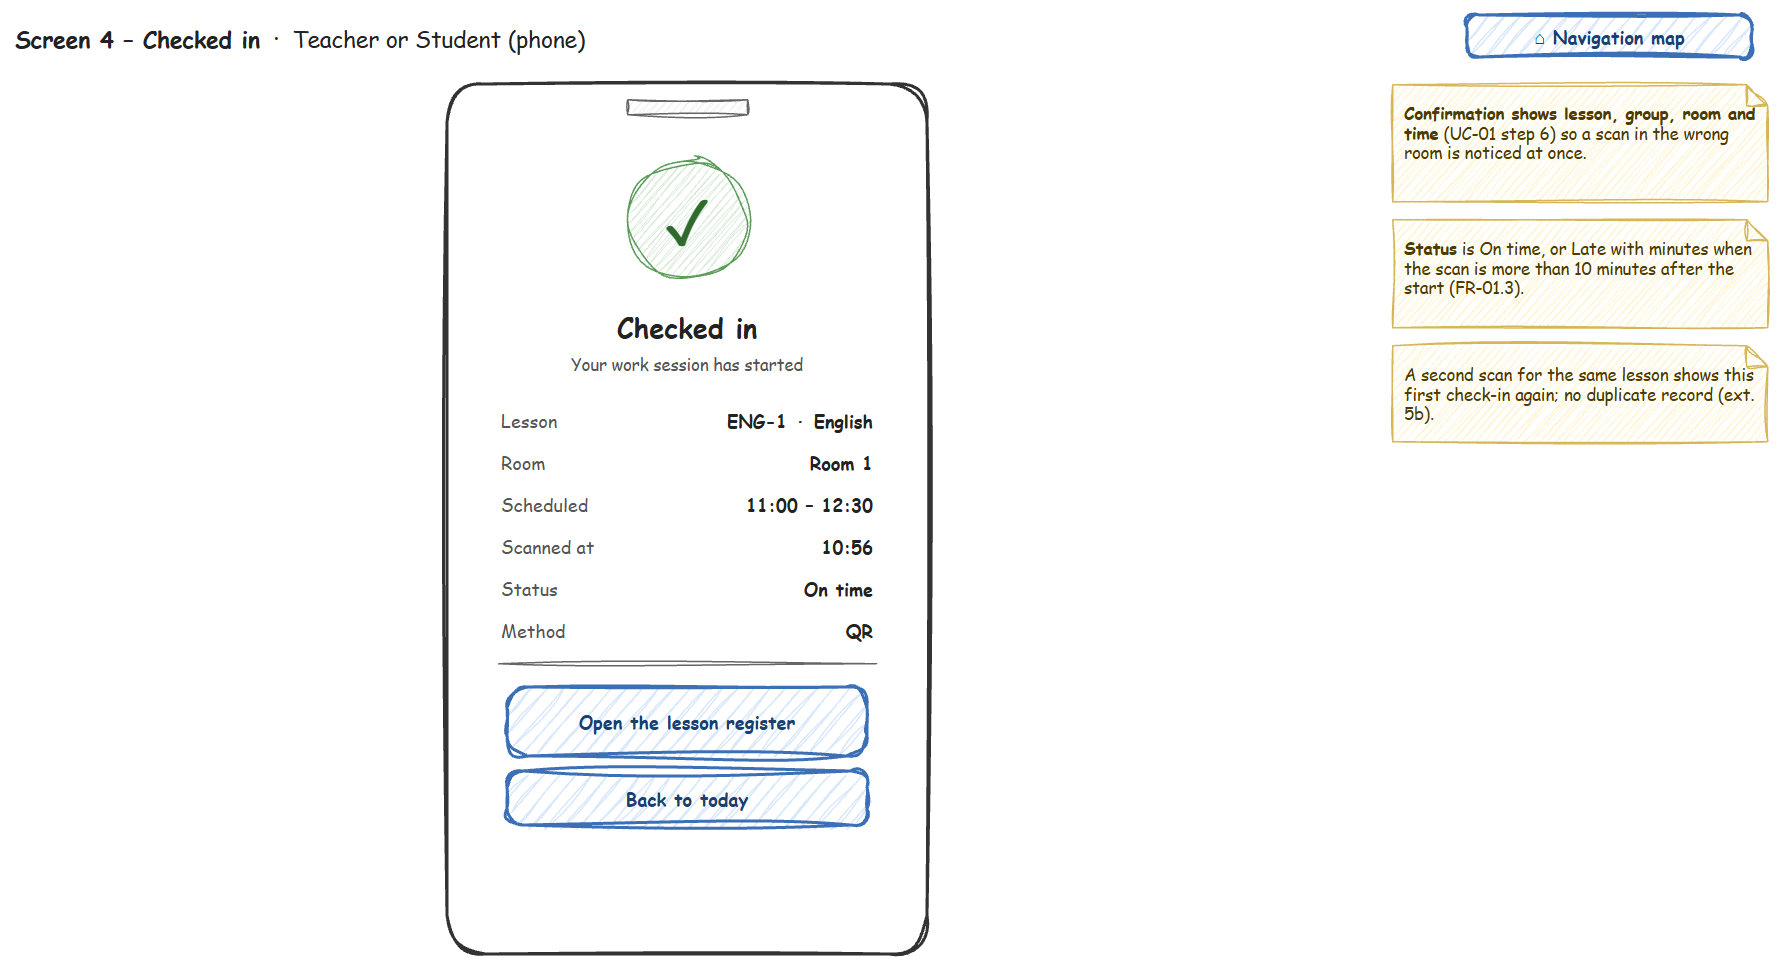 Screen 4 – Checked in · Teacher or Student (phone)
⌂ Navigation map
Checked in
Your work session has started
Lesson ENG-1 · English
Room Room 1
Scheduled 11:00 – 12:30
Scanned at 10:56
Status On time
Method QR
Open the lesson register
Back to today
Confirmation shows lesson, group, room and
time (UC-01 step 6) so a scan in the wrong
room is noticed at once.
Status is On time, or Late with minutes when
the scan is more than 10 minutes after the
start (FR-01.3).
A second scan for the same lesson shows this
first check-in again; no duplicate record (ext.
5b).